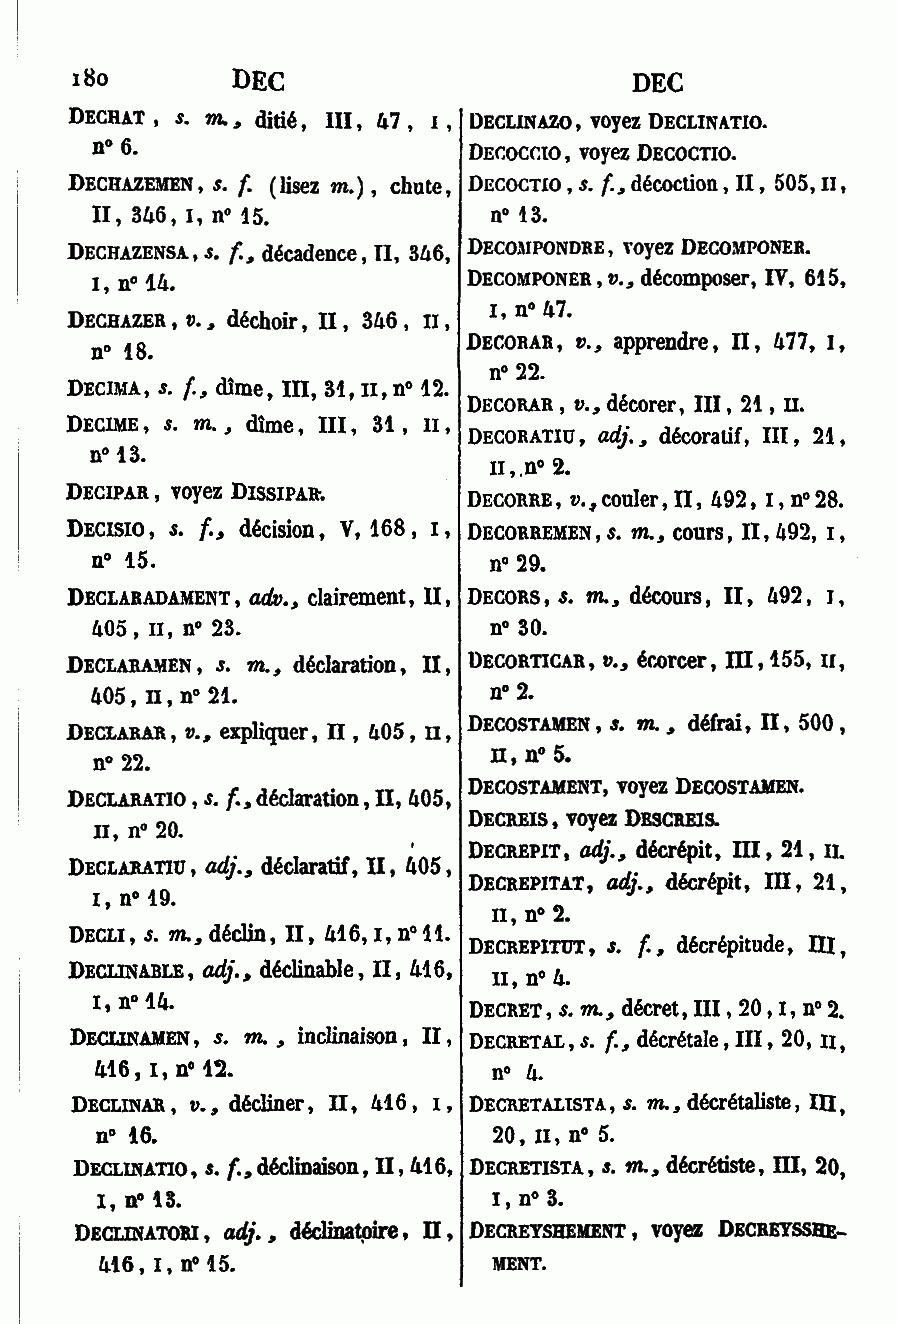 180 DEC DEC
DECHAT, s. m., ditié, III, 47, I,
n° 6.
DECHAZEMEN, s. f. (lisez m.), chute,
II, 346, I, n° 15.
DECHAZENSA, s. f., décadence, II, 346,
I, n° 14.
DECHAZER, v., déchoir, II, 346, II,
n° 18.
DECIMA, s. f., dîme, III, 31, II, n° 12.
DECIME, s. m., dîme, III, 31, II,
n° 13.
DECIPAR, voyez DISSIPAR.
DECISIO, s. f., décision, V, 168, I,
n° 15.
DECLARADAMENT, adv., clairement, II,
405, II, n° 23.
DECLARAMEN, s. m., déclaration, II,
405, II, n° 21.
DECLARAR, v., expliquer, II, 405, II,
n° 22.
DECLARATIO, s. f., déclaration, II, 405,
II, n° 20.
DECLARATIU, adj., déclaratif, II, 405,
I, n° 19.
DECLI, s. m., déclin, II, 416, I, n° 11.
DECLINABLE, adj., déclinable, II, 416,
I, n° 14.
DECLINAMEN, s. m., inclinaison, II,
416, I, n° 12.
DECLINAR, v., décliner, II, 416, I,
n° 16.
DECLINATIO, s. f., déclinaison, II, 416,
I, n° 13.
DECLINATORI, adj., déclinatoire, II,
416, I, n° 15.
DECLINAZO, voyez DECLINATIO.
DECOCCIO, voyez DECOCTIO.
DECOCTIO, s. f., décoction, II, 505, II,
n° 13.
DECOMPONDRE, voyez DECOMPONER.
DECOMPONER, v., décomposer, IV, 615,
I, n° 47.
DECORAR, v., apprendre, II, 477, I,
n° 22.
DECORAR, v., décorer, III, 21, II.
DECORATIU, adj., décoratif, III, 21,
II, n° 2.
DECORRE, v., couler, II, 492, I, n° 28.
DECORREMEN, s. m., cours, II, 492, I,
n° 29.
DECORS, s. m., décours, II, 492, I,
n° 30.
DECORTICAR, v., écorcer, III, 155, II,
n° 2.
DECOSTAMEN, s. m., défrai, II, 500,
II, n° 5.
DECOSTAMENT, voyez DECOSTAMEN.
DECREIS, voyez DESCREIS.
DECREPIT, adj., décrépit, III, 21, II.
DECREPITAT, adj., décrépit, III, 21,
II, n° 2.
DECREPITUT, s. f., décrépitude, III,
II, n° 4.
DECRET, s. m., décret, III, 20, I, n° 2.
DECRETAL, s. f., décrétale, III, 20, II,
n° 4.
DECRETALISTA, s. m., décrétaliste, III,
20, II, n° 5.
DECRETISTA, s. m., décrétiste, III, 20,
I, n° 3.
DECREYSHEMENT, voyez DECREYSSHE-
MENT.